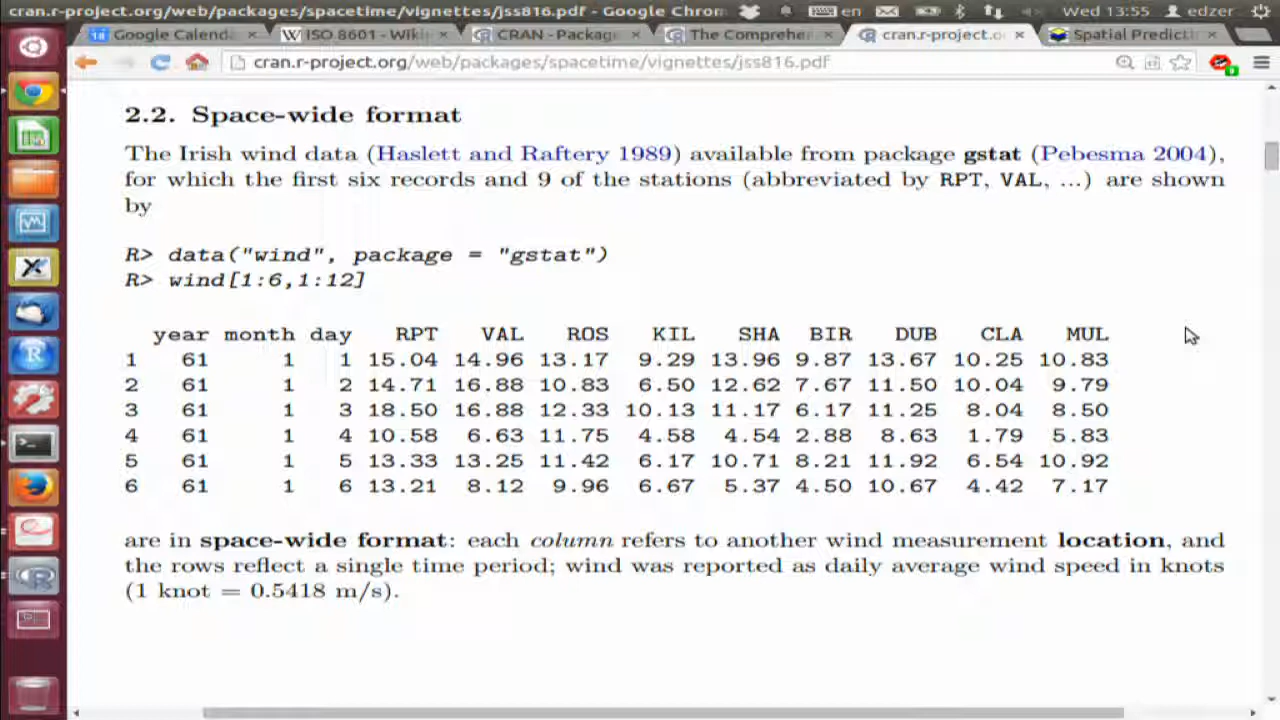 cran.r-project.org/web/packages/spacetime/vignettes/jss816.pdf - Google Chrom
en
Wed 13:55
edzer
18 Google Calend
W ISO 8601 - Wiki
CRAN - Package
The Comprehen
cran.r-project.o
Spatial Predicti
cran.r-project.org/web/packages/spacetime/vignettes/jss816.pdf
2.2. Space-wide format
The Irish wind data (Haslett and Raftery 1989) available from package gstat (Pebesma 2004),
for which the first six records and 9 of the stations (abbreviated by RPT, VAL, ...) are shown
by
R> data("wind", package = "gstat")
R> wind[1:6,1:12]
year month day RPT VAL ROS KIL SHA BIR DUB CLA MUL
1 61 1 1 15.04 14.96 13.17 9.29 13.96 9.87 13.67 10.25 10.83
2 61 1 2 14.71 16.88 10.83 6.50 12.62 7.67 11.50 10.04 9.79
3 61 1 3 18.50 16.88 12.33 10.13 11.17 6.17 11.25 8.04 8.50
4 61 1 4 10.58 6.63 11.75 4.58 4.54 2.88 8.63 1.79 5.83
5 61 1 5 13.33 13.25 11.42 6.17 10.71 8.21 11.92 6.54 10.92
6 61 1 6 13.21 8.12 9.96 6.67 5.37 4.50 10.67 4.42 7.17
are in space-wide format: each column refers to another wind measurement location, and
the rows reflect a single time period; wind was reported as daily average wind speed in knots
(1 knot = 0.5418 m/s).